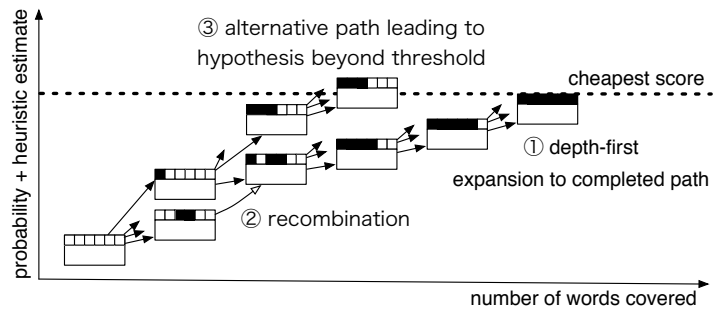 ③ alternative path leading to
hypothesis beyond threshold
cheapest score
① depth-first
expansion to completed path
② recombination
number of words covered
probability + heuristic estimate